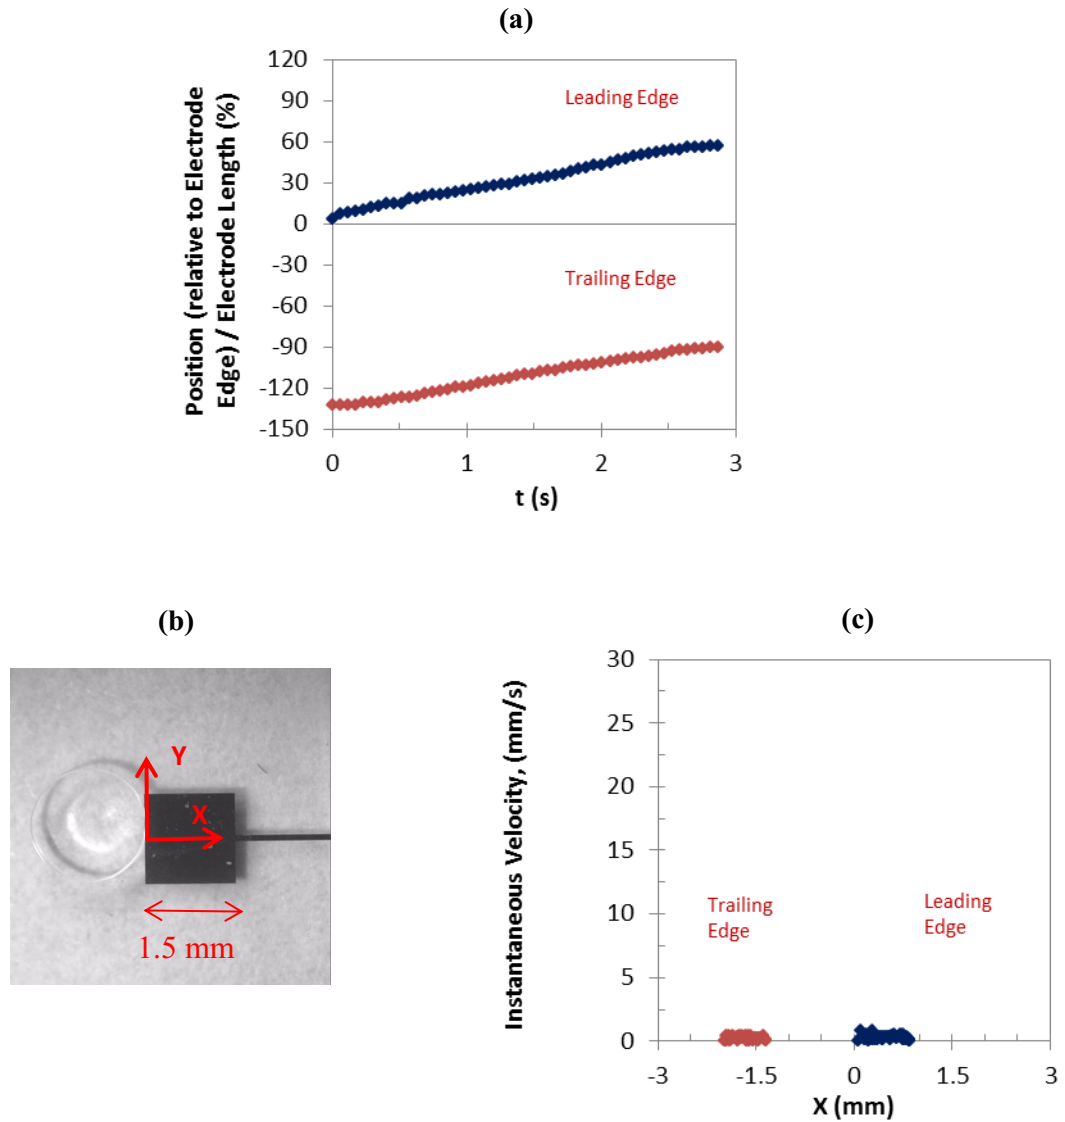 (a)
Position (relative to Electrode
Edge) / Electrode Length (%)
120
90
60
30
0
-30
-60
-90
-120
-150
Leading Edge
Trailing Edge
0 1 2 3
t (s)
(b)
Y
X
1.5 mm
(c)
Instantaneous Velocity, (mm/s)
30
25
20
15
10
5
0
Trailing
Edge
Leading
Edge
-3 -1.5 0 1.5 3
X (mm)